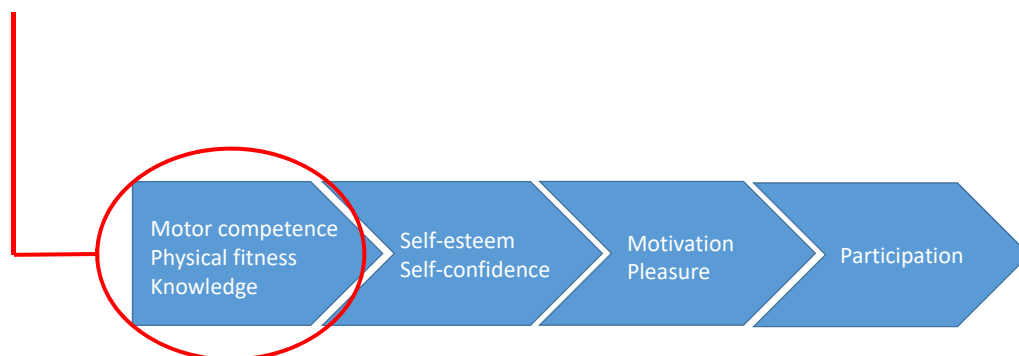 Motor competence
Physical fitness
Knowledge
Self-esteem
Self-confidence
Motivation
Pleasure
Participation